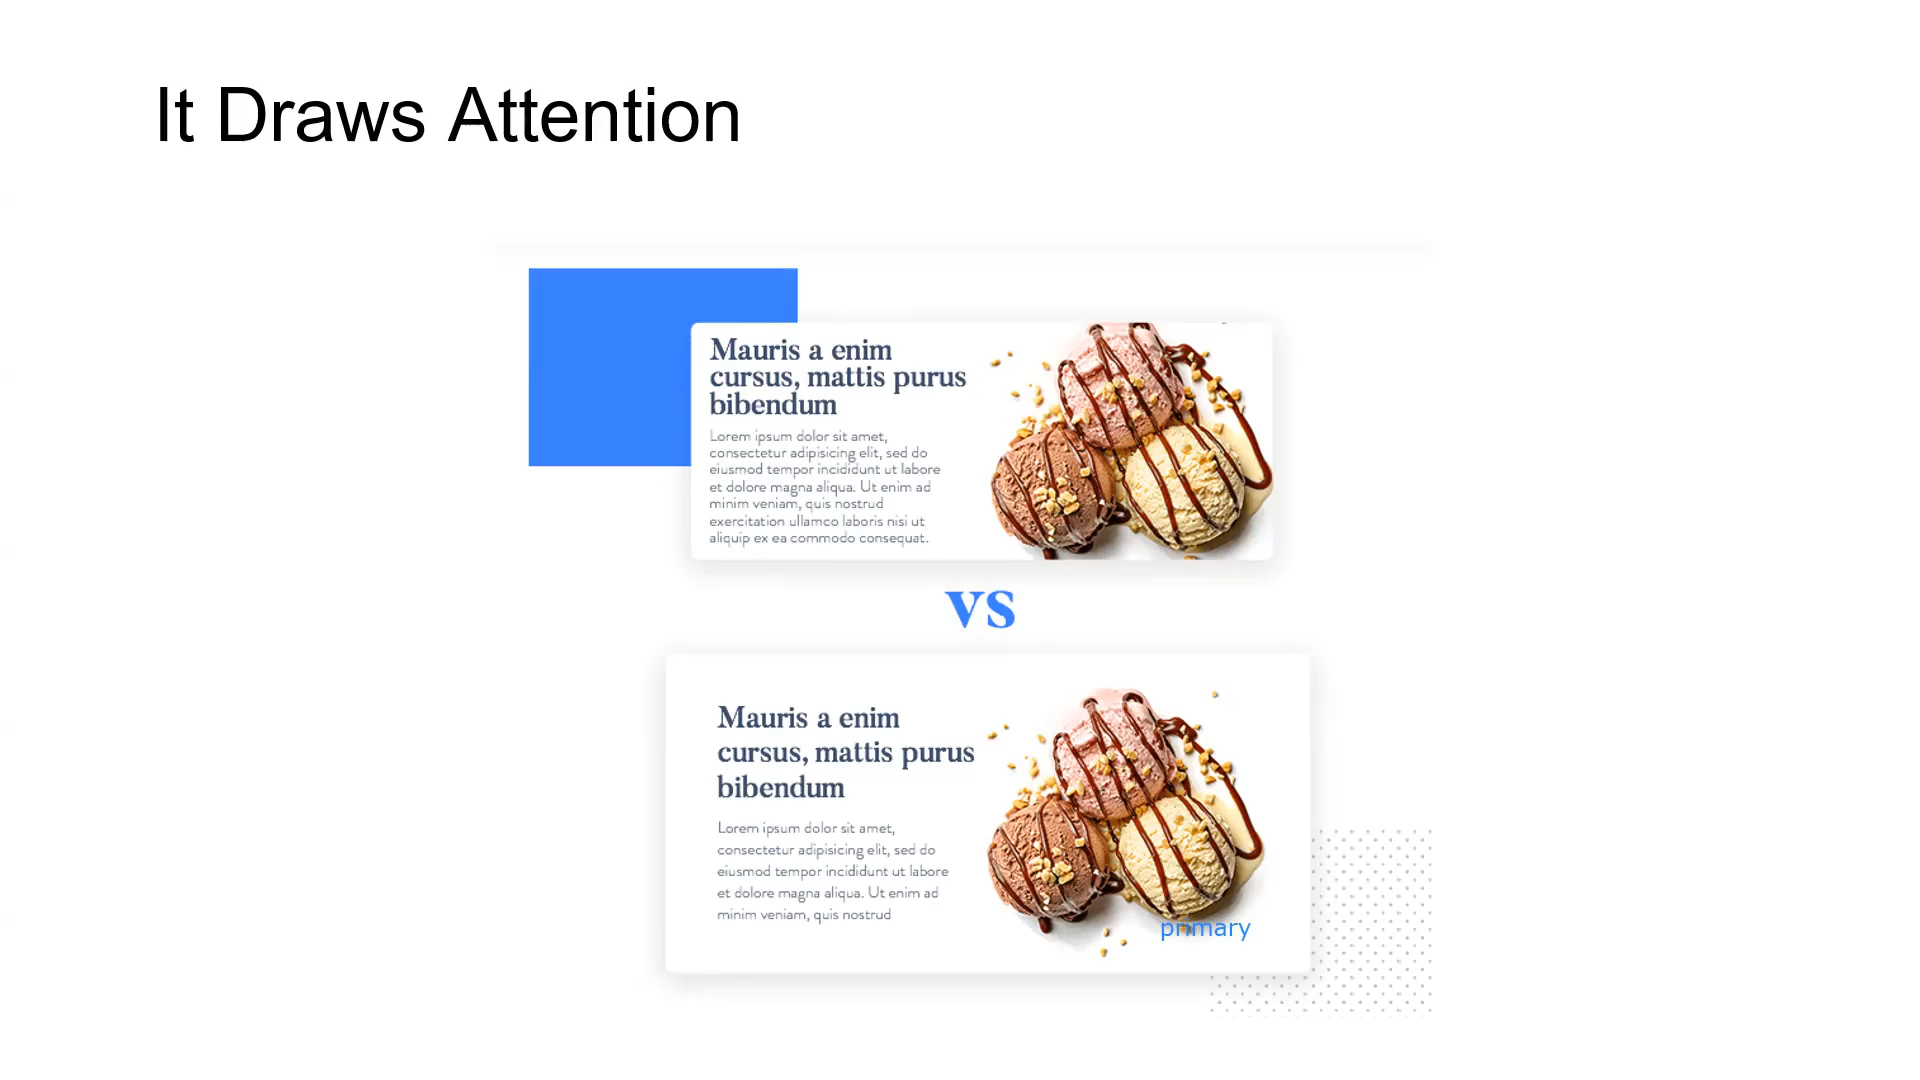 It Draws Attention
Mauris a enim
cursus, mattis purus
bibendum
Lorem ipsum dolor sit amet,
consectetur adipisicing elit, sed do
eiusmod tempor incididunt ut labore
et dolore magna aliqua. Ut enim ad
minim veniam, quis nostrud
exercitation ullamco laboris nisi ut
aliquip ex ea commodo consequat.
vs
Mauris a enim
cursus, mattis purus
bibendum
Lorem ipsum dolor sit amet,
consectetur adipisicing elit, sed do
eiusmod tempor incididunt ut labore
et dolore magna aliqua. Ut enim ad
minim veniam, quis nostrud
primary